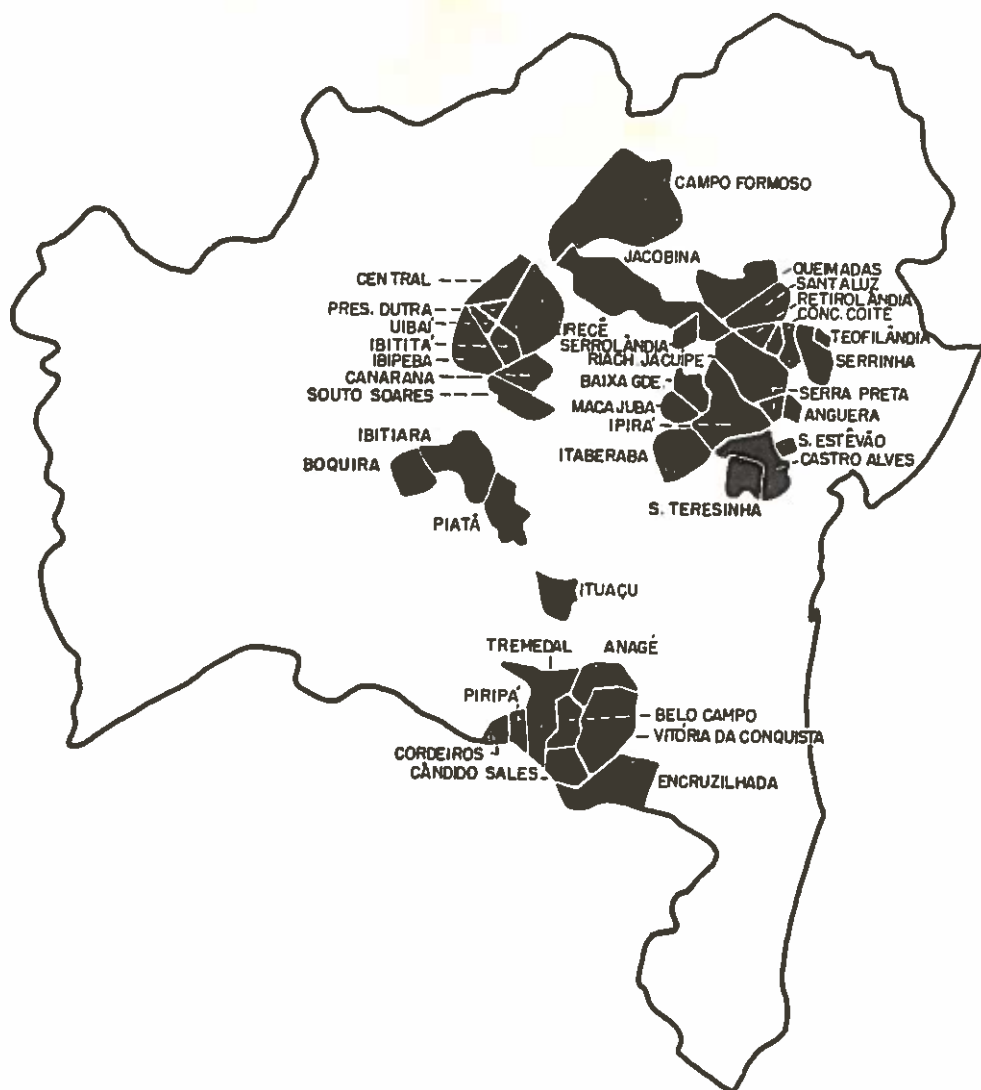 CAMPO FORMOSO
JACOBINA
CENTRAL
PRES. DUTRA
UIBAÍ
IBITITÁ
IBIPEBA
CANARANA
SOUTO SOARES
IRECÊ
SERROLÂNDIA
RIACH. JACUIPE
BAIXA GDE.
MACAJUBA
IPIRÁ
ITABERABA
QUEIMADAS
SANTALUZ
RETIROLÂNDIA
CONC. COITÉ
TEOFILÂNDIA
SERRINHA
SERRA PRETA
ANGUERA
S. ESTÊVÃO
CASTRO ALVES
S. TERESINHA
IBITIARA
BOQUIRA
PIATÃ
ITUAÇU
TREMEDAL
ANAGÉ
PIRIPÁ
BELO CAMPO
VITÓRIA DA CONQUISTA
CORDEIROS
CÂNDIDO SALES
ENCRUZILHADA